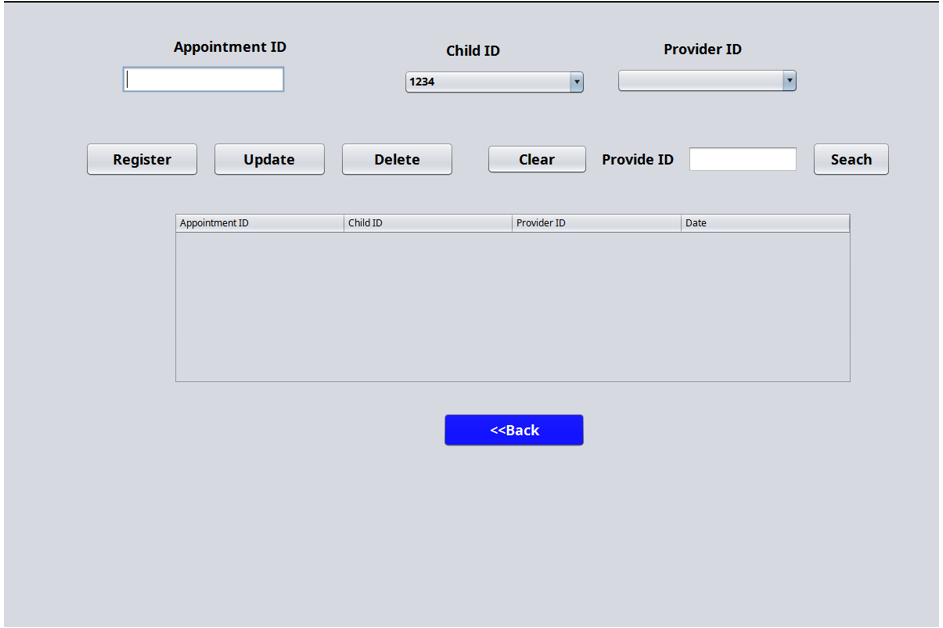 Appointment ID Child ID Provider ID
1234
Register Update Delete Clear Provide ID Seach
Appointment ID Child ID Provider ID Date
<<Back